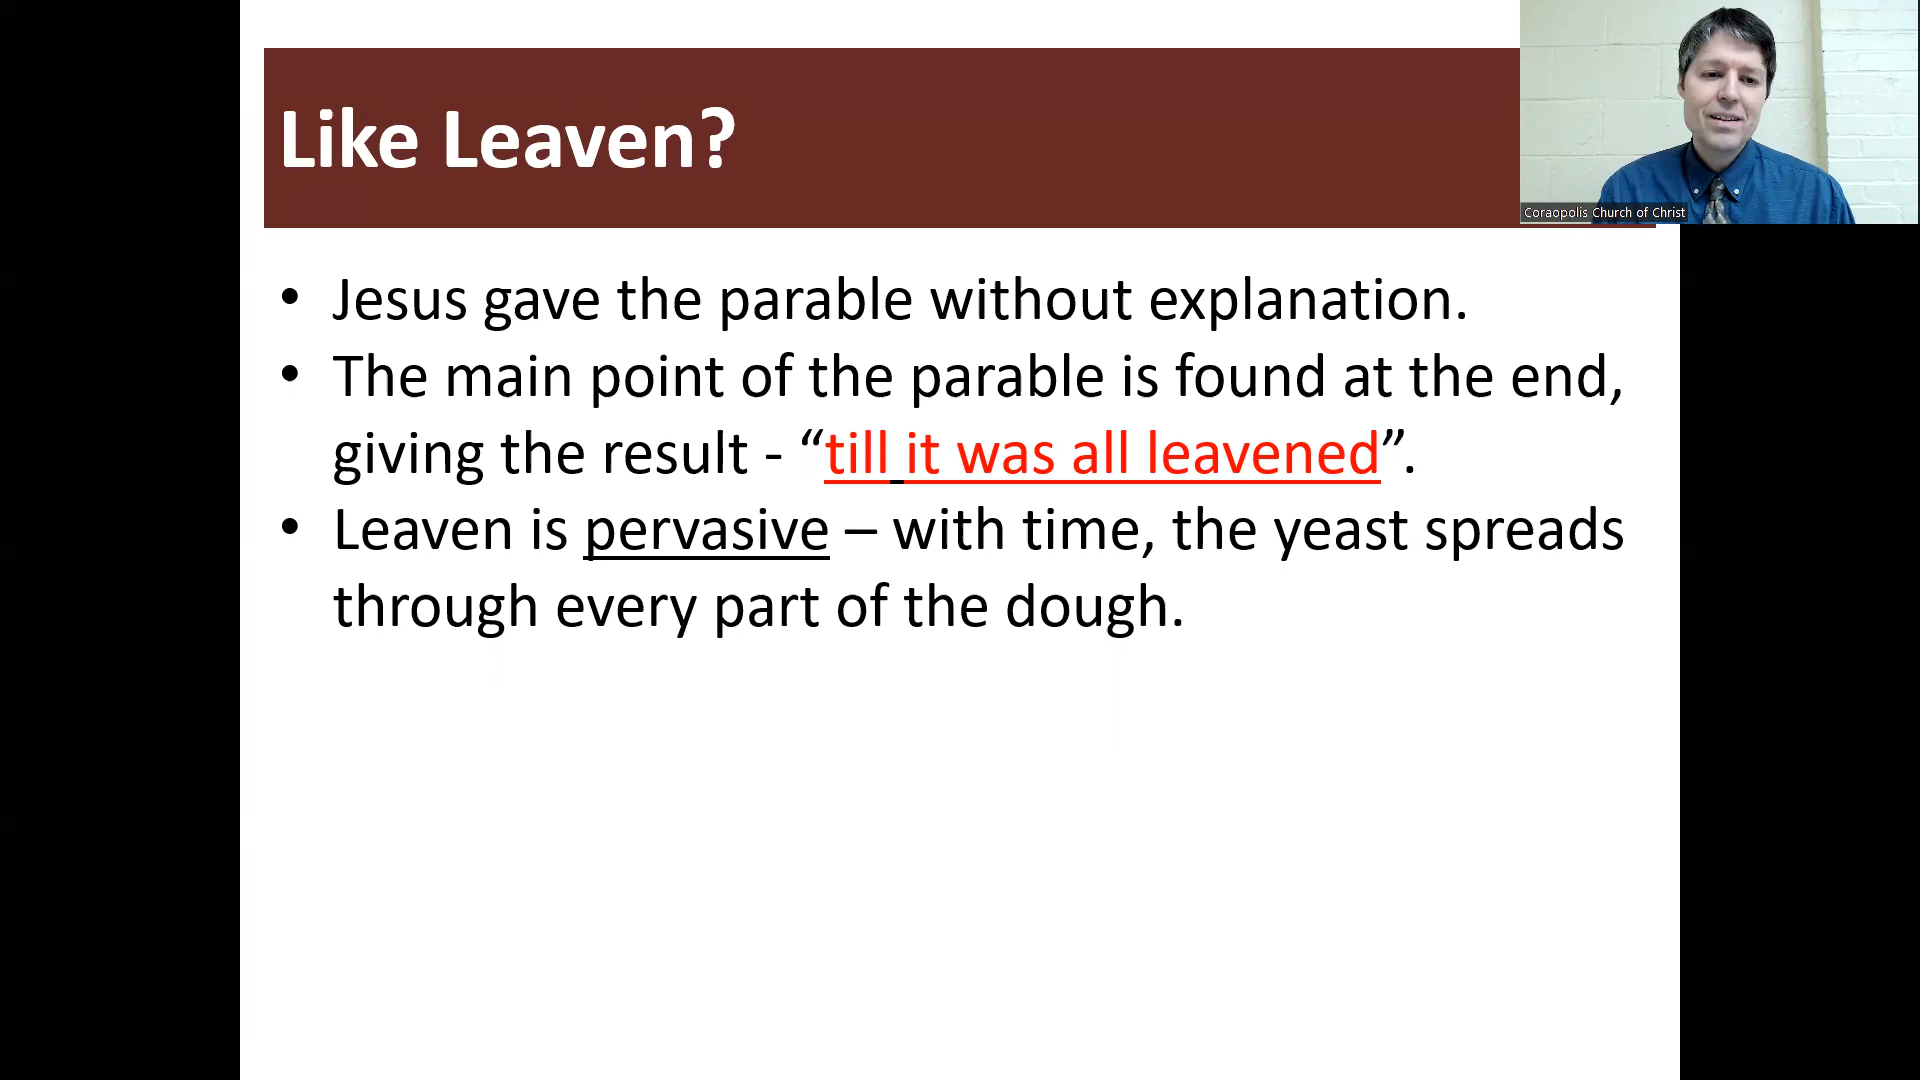 Like Leaven?
Coraopolis Church of Christ
• Jesus gave the parable without explanation.
• The main point of the parable is found at the end,
giving the result - “till it was all leavened”.
• Leaven is pervasive – with time, the yeast spreads
through every part of the dough.